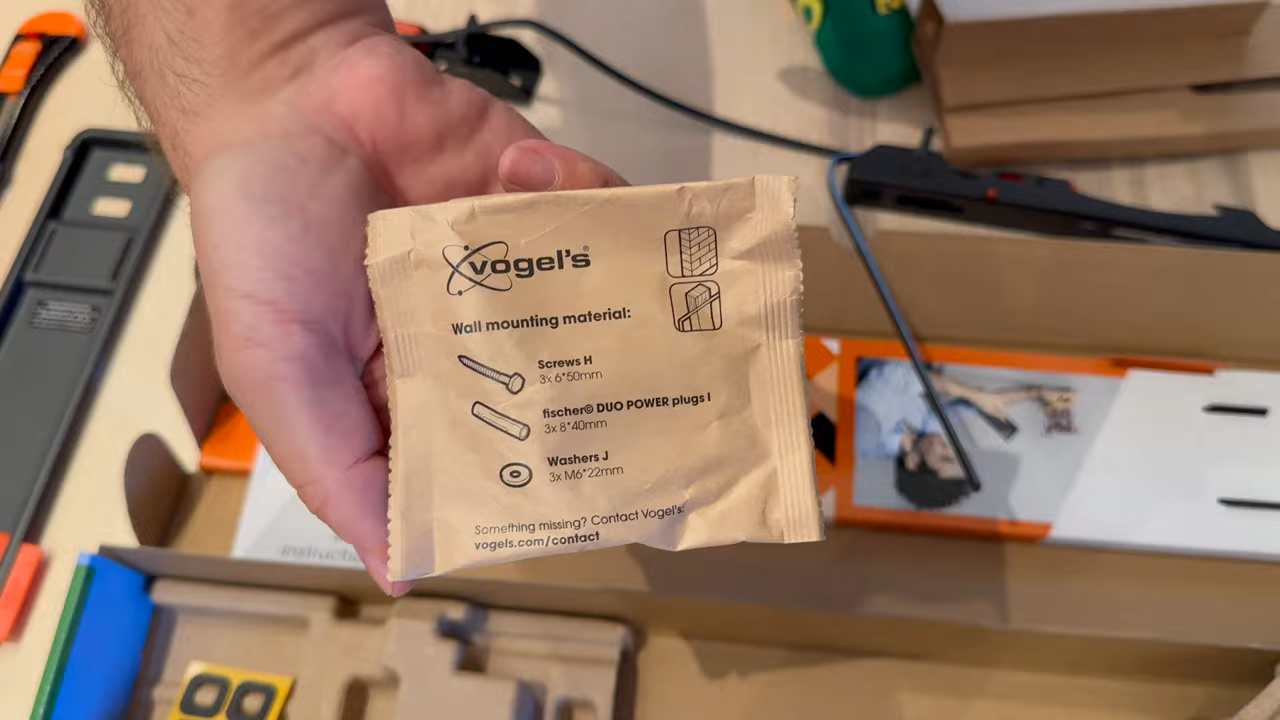 vogel's®
Wall mounting material:
Screws H
3x 6*50mm
fischer© DUO POWER plugs I
3x 8*40mm
Washers J
3x M6*22mm
Something missing? Contact Vogel's:
vogels.com/contact